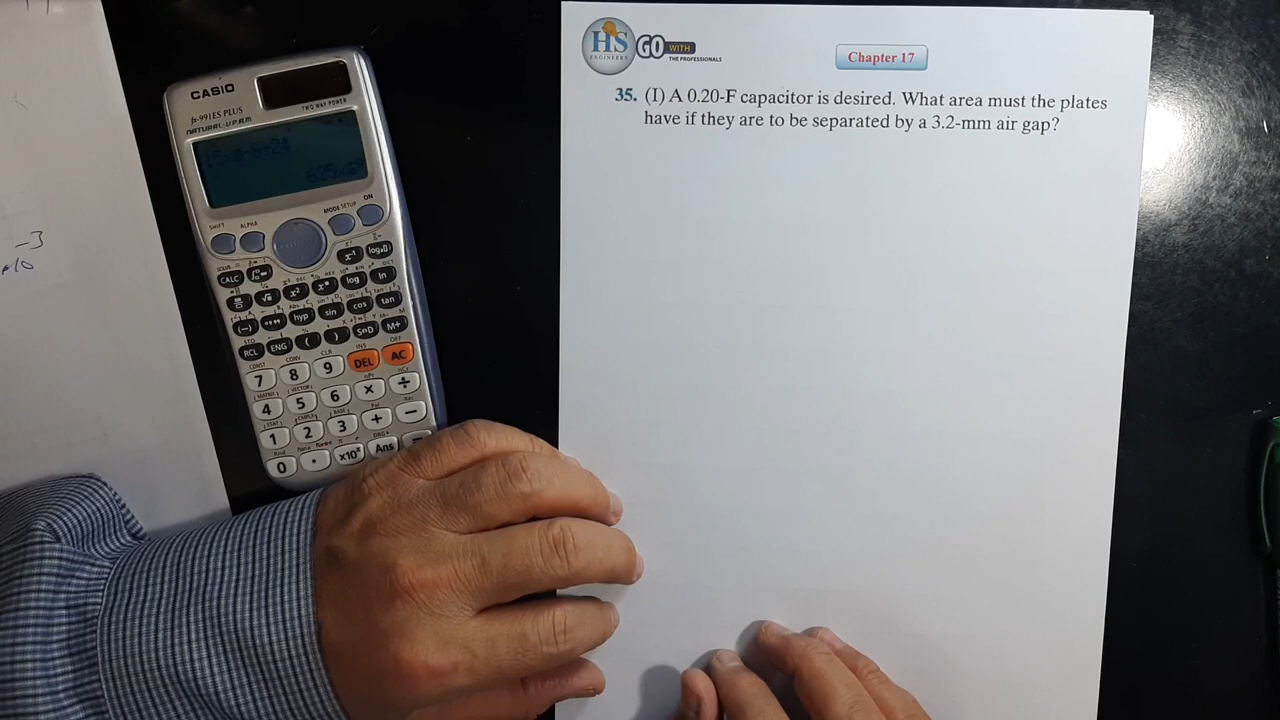 HS
ENGINEERS
GO
WITH
THE PROFESSIONALS
Chapter 17
35. (I) A 0.20-F capacitor is desired. What area must the plates
have if they are to be separated by a 3.2-mm air gap?
CASIO
fx-991ES PLUS
TWO WAY POWER
NATURAL-V.P.A.M.
SHIFT ALPHA MODE SETUP ON
CALC
log ln
hyp sin cos tan
RCL ENG ( ) S⇔D M+
7 8 9 DEL AC
4 5 6 × ÷
1 2 3 + −
0 . ×10ˣ Ans =
-3